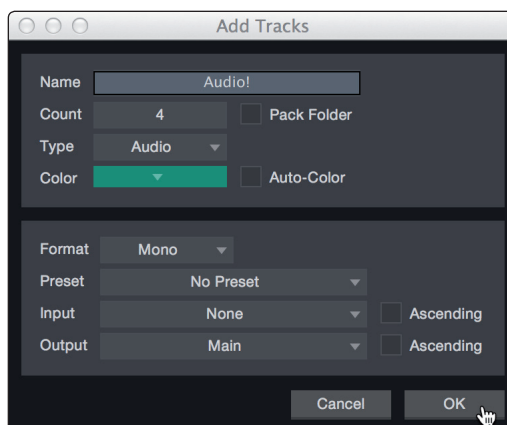 Add Tracks
Name Audio!
Count 4 Pack Folder
Type Audio
Color Auto-Color
Format Mono
Preset No Preset
Input None Ascending
Output Main Ascending
Cancel OK